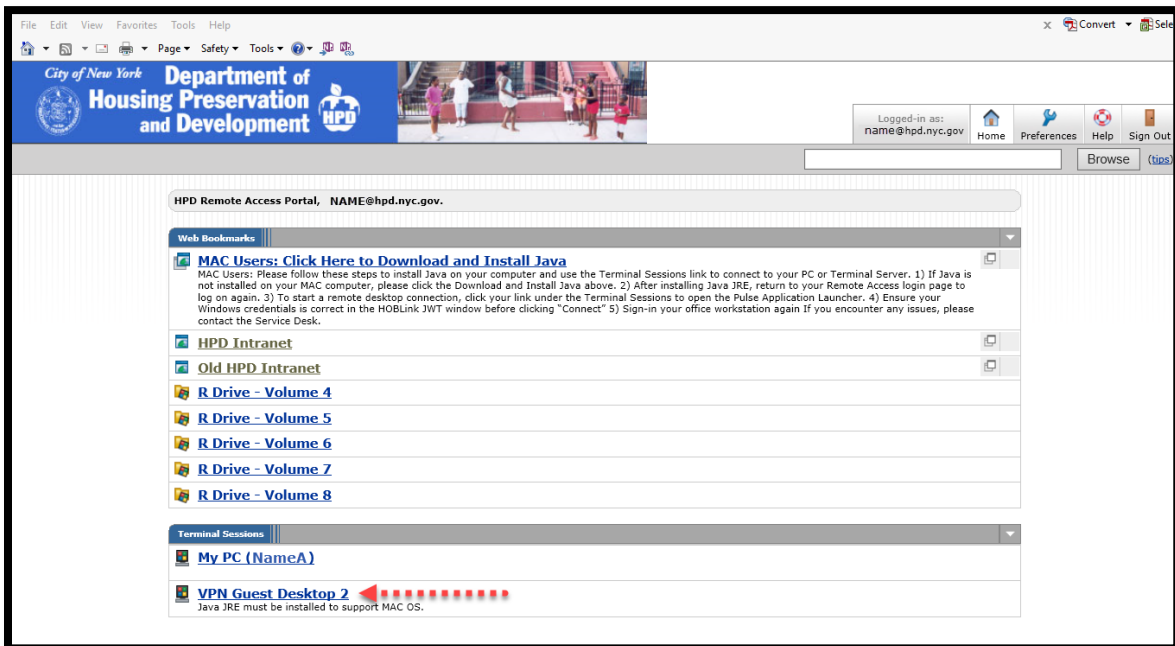 File Edit View Favorites Tools Help
x Convert Sele
Page Safety Tools
City of New York Department of
Housing Preservation
and Development HPD
Logged-in as:
name@hpd.nyc.gov
Home Preferences Help Sign Out
Browse (tips)
HPD Remote Access Portal, NAME@hpd.nyc.gov.
Web Bookmarks
MAC Users: Click Here to Download and Install Java
MAC Users: Please follow these steps to install Java on your computer and use the Terminal Sessions link to connect to your PC or Terminal Server. 1) If Java is
not installed on your MAC computer, please click the Download and Install Java above. 2) After installing Java JRE, return to your Remote Access login page to
log on again. 3) To start a remote desktop connection, click your link under the Terminal Sessions to open the Pulse Application Launcher. 4) Ensure your
Windows credentials is correct in the HOBLink JWT window before clicking “Connect” 5) Sign-in your office workstation again If you encounter any issues, please
contact the Service Desk.
HPD Intranet
Old HPD Intranet
R Drive - Volume 4
R Drive - Volume 5
R Drive - Volume 6
R Drive - Volume 7
R Drive - Volume 8
Terminal Sessions
My PC (NameA)
VPN Guest Desktop 2
Java JRE must be installed to support MAC OS.